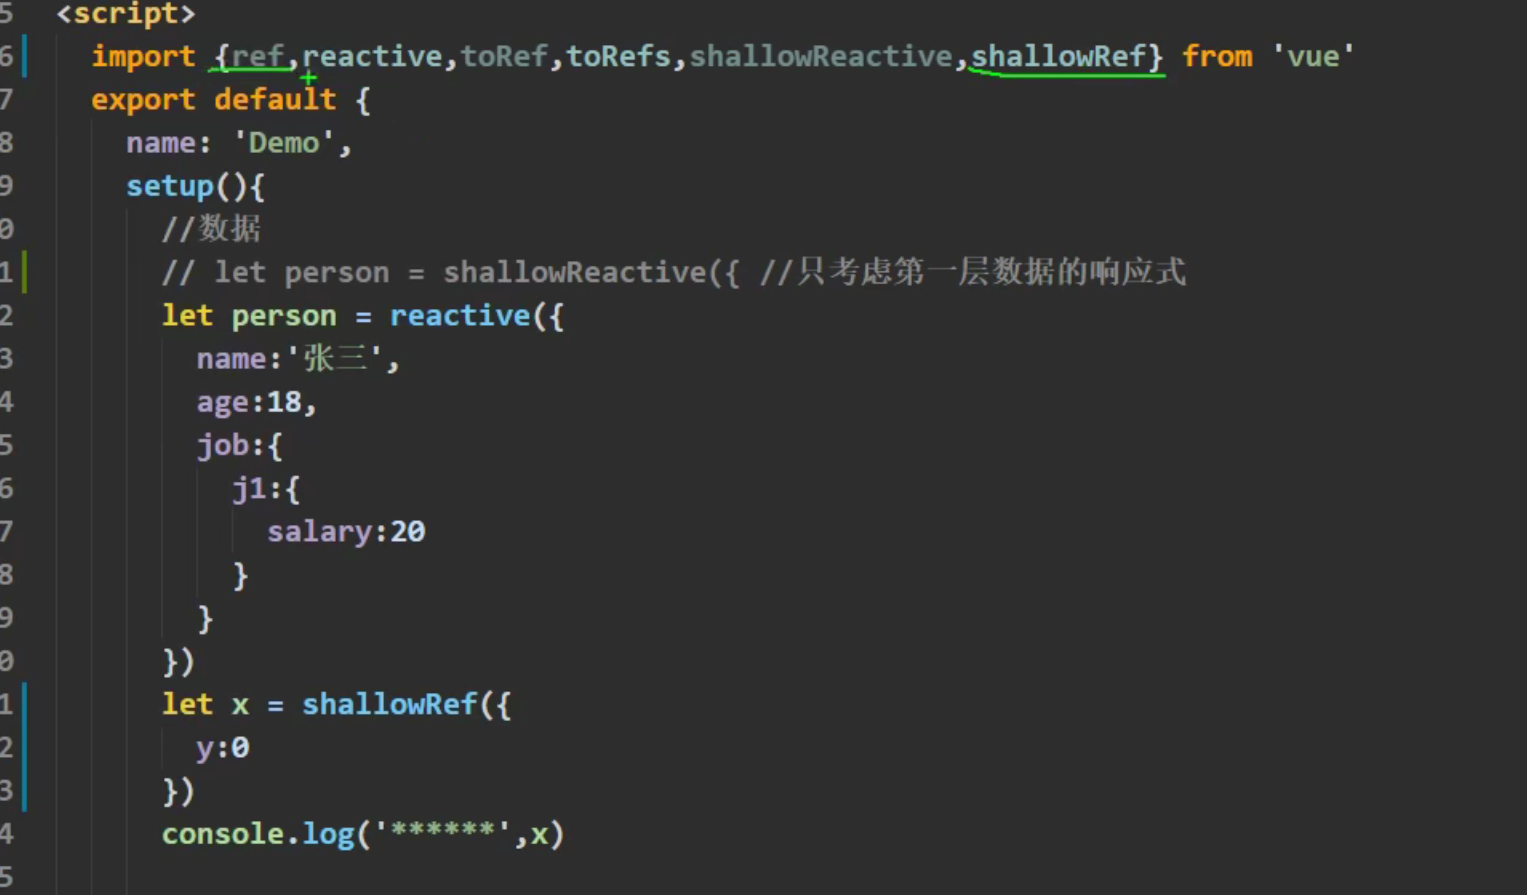 5 <script>
6 import {ref,reactive,toRef,toRefs,shallowReactive,shallowRef} from 'vue'
7 export default {
8 name: 'Demo',
9 setup(){
0 //数据
1 // let person = shallowReactive({ //只考虑第一层数据的响应式
2 let person = reactive({
3 name:'张三',
4 age:18,
5 job:{
6 j1:{
7 salary:20
8 }
9 }
0 })
1 let x = shallowRef({
2 y:0
3 })
4 console.log('******',x)
5